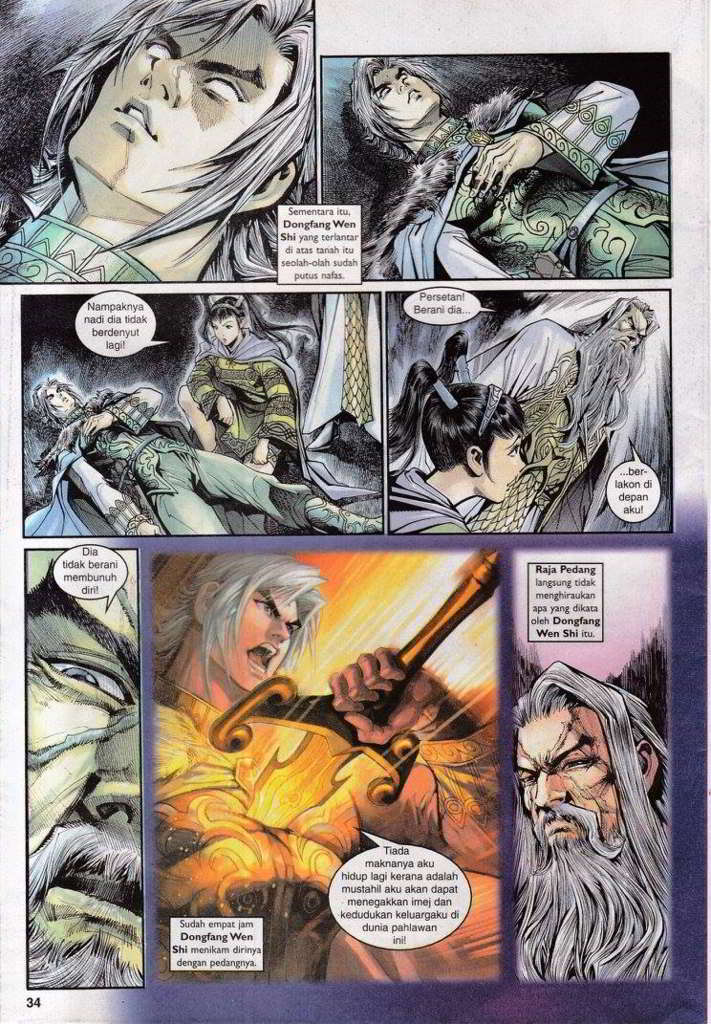 Sementara itu,
Dongfang Wen
Shi yang terlantar
di atas tanah itu
seolah-olah sudah
putus nafas.
Nampaknya
nadi dia tidak
berdenyut
lagi!
Persetan!
Berani dia...
...ber-
lakon di
depan
aku!
Dia
tidak berani
membunuh
diri!
Sudah empat jam
Dongfang Wen
Shi menikam dirinya
dengan pedangnya.
Tiada
maknanya aku
hidup lagi kerana adalah
mustahil aku akan dapat
menegakkan imej dan
kedudukan keluargaku di
dunia pahlawan
ini!
Raja Pedang
langsung tidak
menghiraukan
apa yang dikata
oleh Dongfang
Wen Shi itu.
34